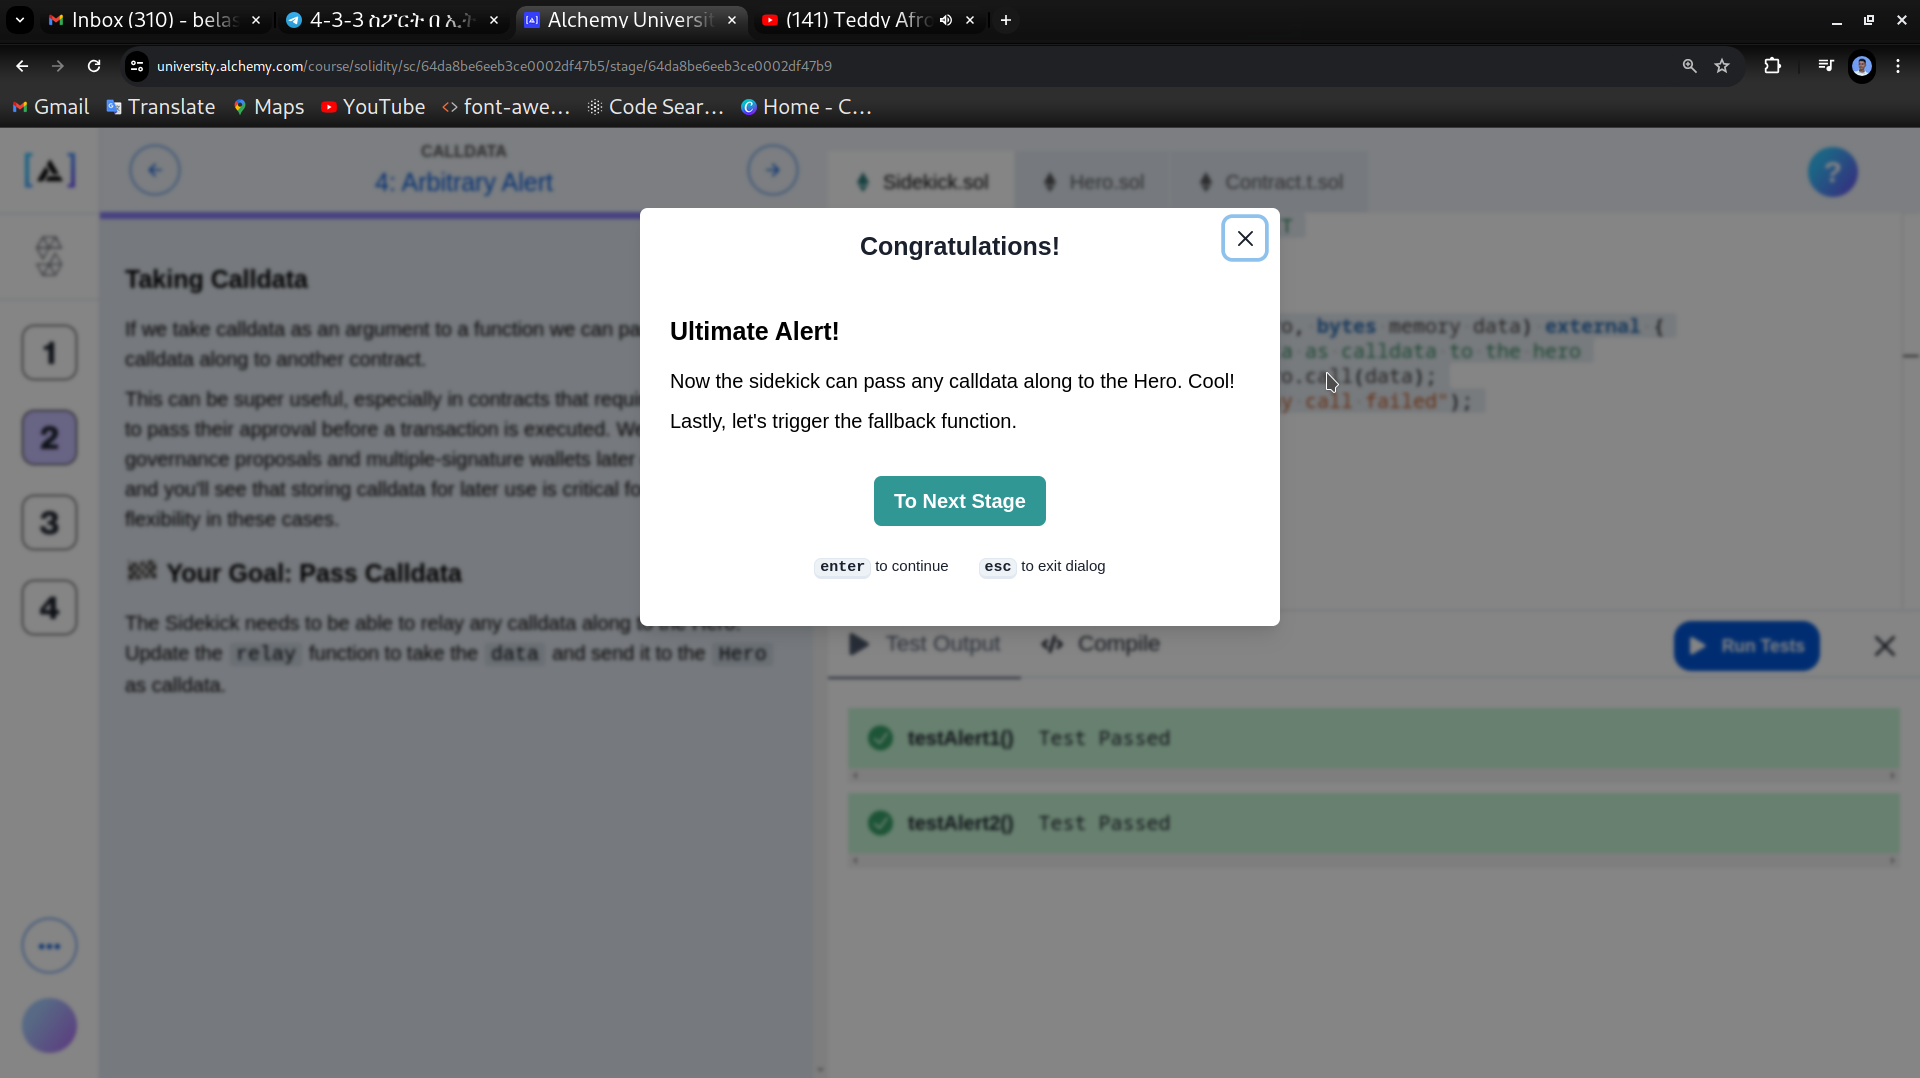 Inbox (310) - belas
4-3-3 ስፖርት በ ኢት
Alchemy Universit
(141) Teddy Afro
university.alchemy.com/course/solidity/sc/64da8be6eeb3ce0002df47b5/stage/64da8be6eeb3ce0002df47b9
Gmail
Translate
Maps
YouTube
font-awe...
Code Sear...
Home - C...
CALLDATA
4: Arbitrary Alert
Sidekick.sol
Hero.sol
Contract.t.sol
?
1
2
3
4
Taking Calldata
If we take calldata as an argument to a function we can pa
calldata along to another contract.
This can be super useful, especially in contracts that requi
to pass their approval before a transaction is executed. We
governance proposals and multiple-signature wallets later
and you'll see that storing calldata for later use is critical fo
flexibility in these cases.
Your Goal: Pass Calldata
The Sidekick needs to be able to relay any calldata along to the Hero.
Update the relay function to take the data and send it to the Hero
as calldata.
T
o, bytes memory data) external {
a as calldata to the hero
o.call(data);
y call failed");
Congratulations!
Ultimate Alert!
Now the sidekick can pass any calldata along to the Hero. Cool!
Lastly, let's trigger the fallback function.
To Next Stage
enter to continue
esc to exit dialog
Test Output
Compile
Run Tests
testAlert1() Test Passed
testAlert2() Test Passed